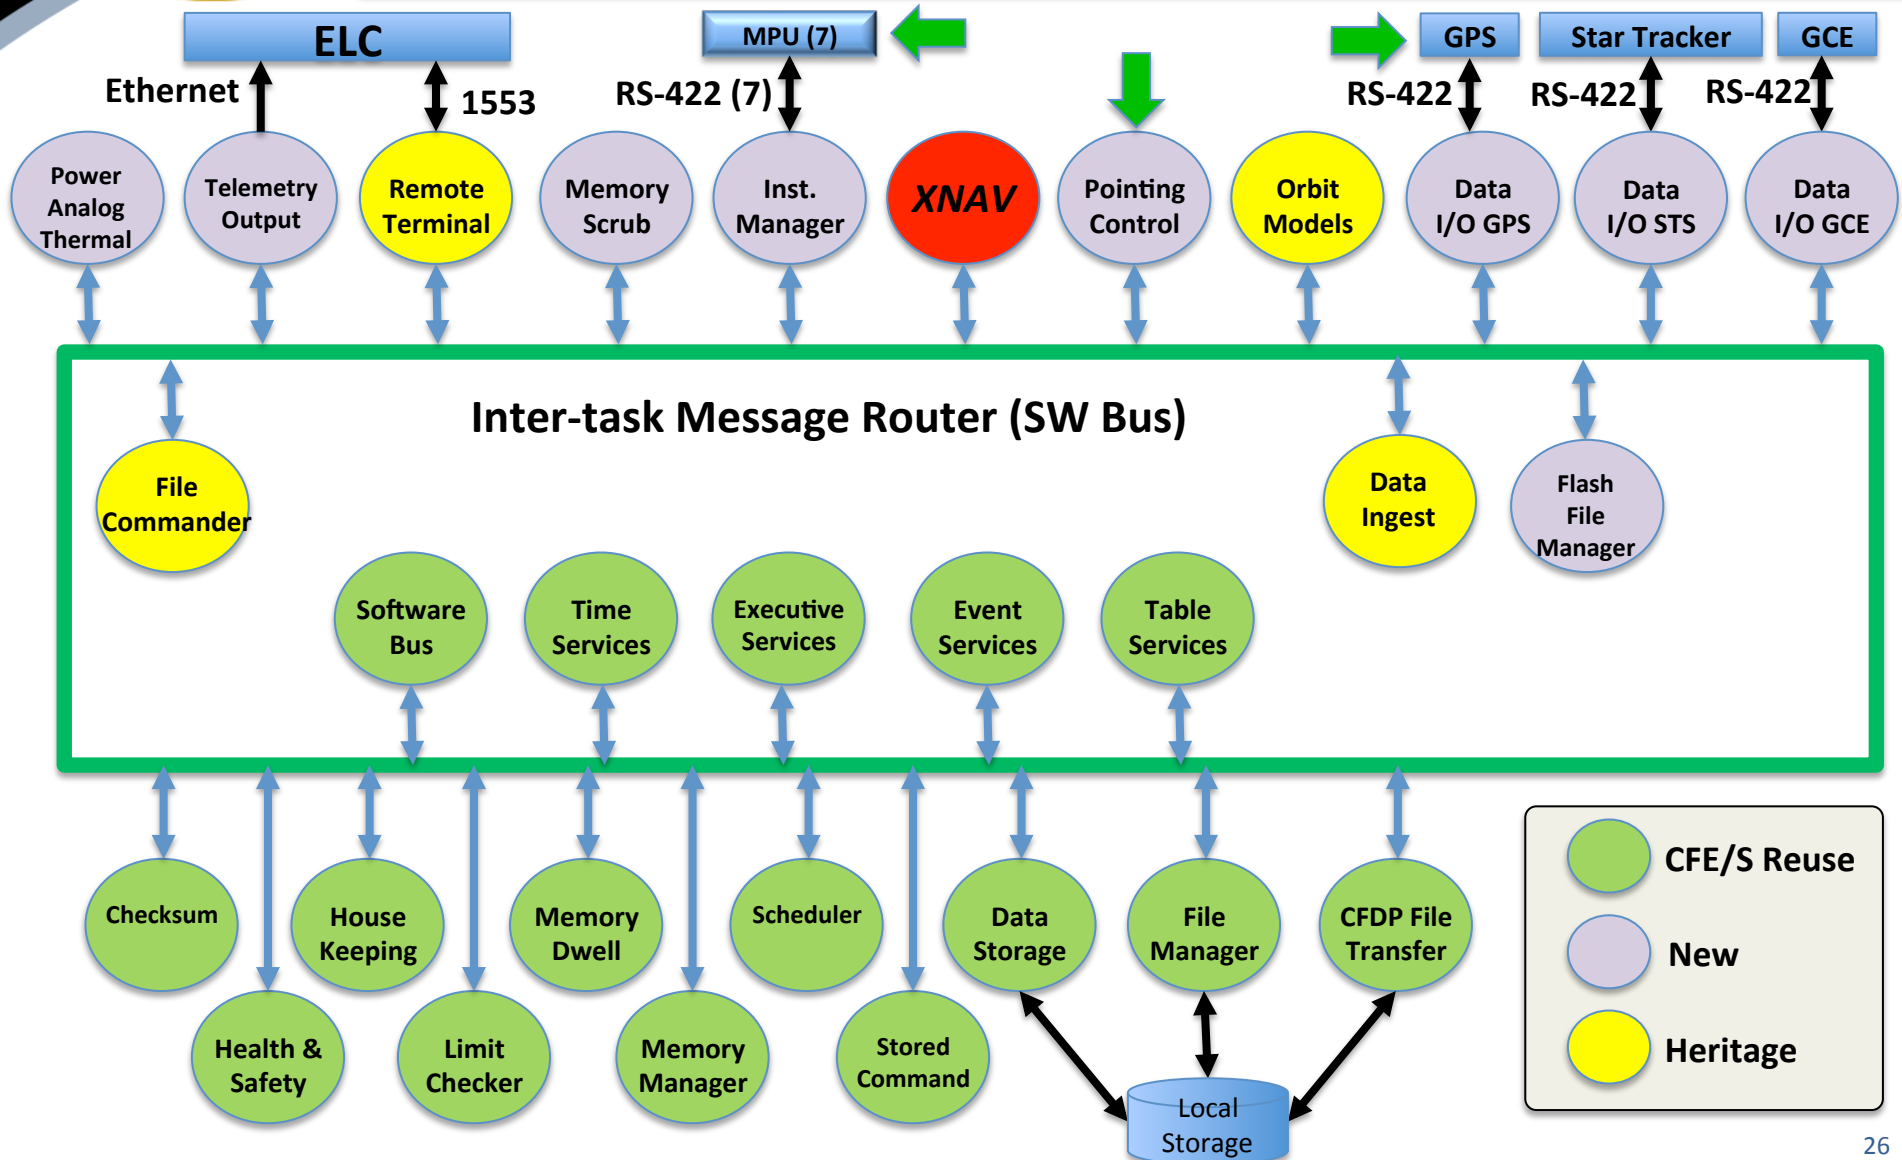 ELC
MPU (7)
GPS
Star Tracker
GCE
Ethernet
1553
RS-422 (7)
RS-422
RS-422
RS-422
Power
Analog
Thermal
Telemetry
Output
Remote
Terminal
Memory
Scrub
Inst.
Manager
XNAV
Pointing
Control
Orbit
Models
Data
I/O GPS
Data
I/O STS
Data
I/O GCE
Inter-task Message Router (SW Bus)
File
Commander
Data
Ingest
Flash
File
Manager
Software
Bus
Time
Services
Executive
Services
Event
Services
Table
Services
Checksum
House
Keeping
Memory
Dwell
Scheduler
Data
Storage
File
Manager
CFDP File
Transfer
Health &
Safety
Limit
Checker
Memory
Manager
Stored
Command
Local
Storage
CFE/S Reuse
New
Heritage
26